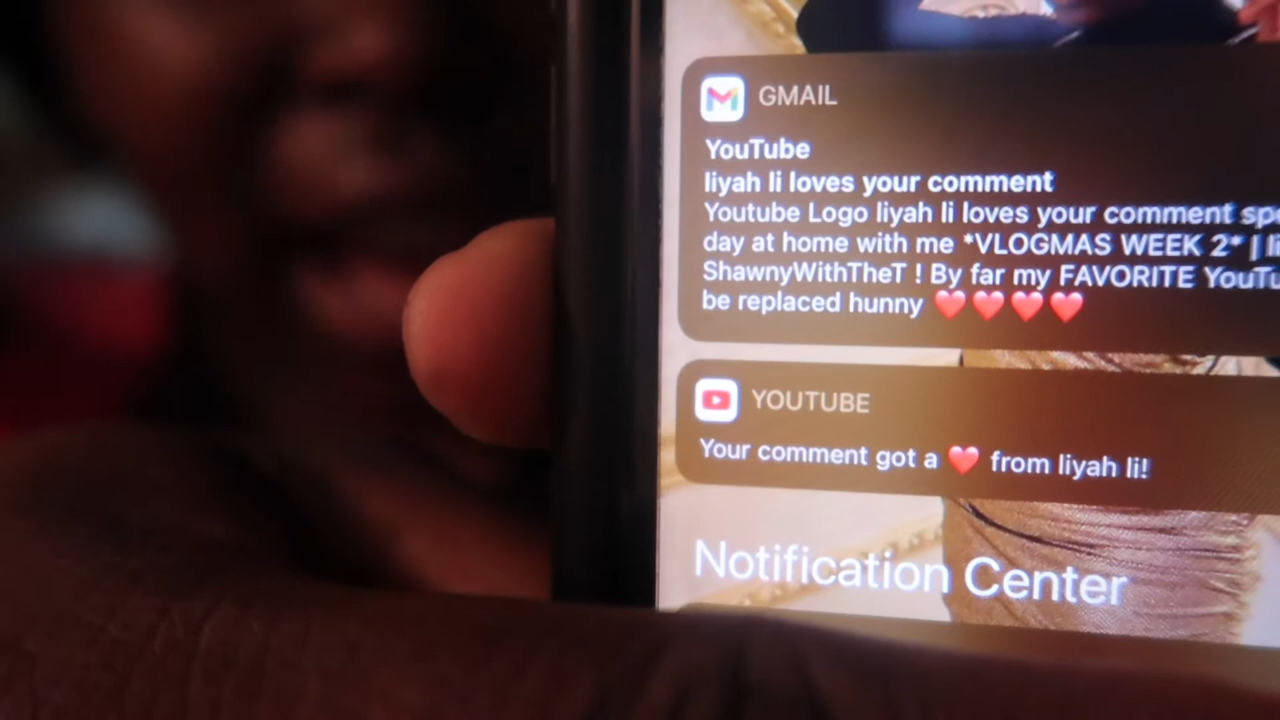 GMAIL
YouTube
liyah li loves your comment
Youtube Logo liyah li loves your comment
day at home with me *VLOGMAS WEEK 2* |
ShawnyWithTheT ! By far my FAVORITE
be replaced hunny ❤️❤️❤️❤️
YOUTUBE
Your comment got a ❤️ from liyah li!
Notification Center